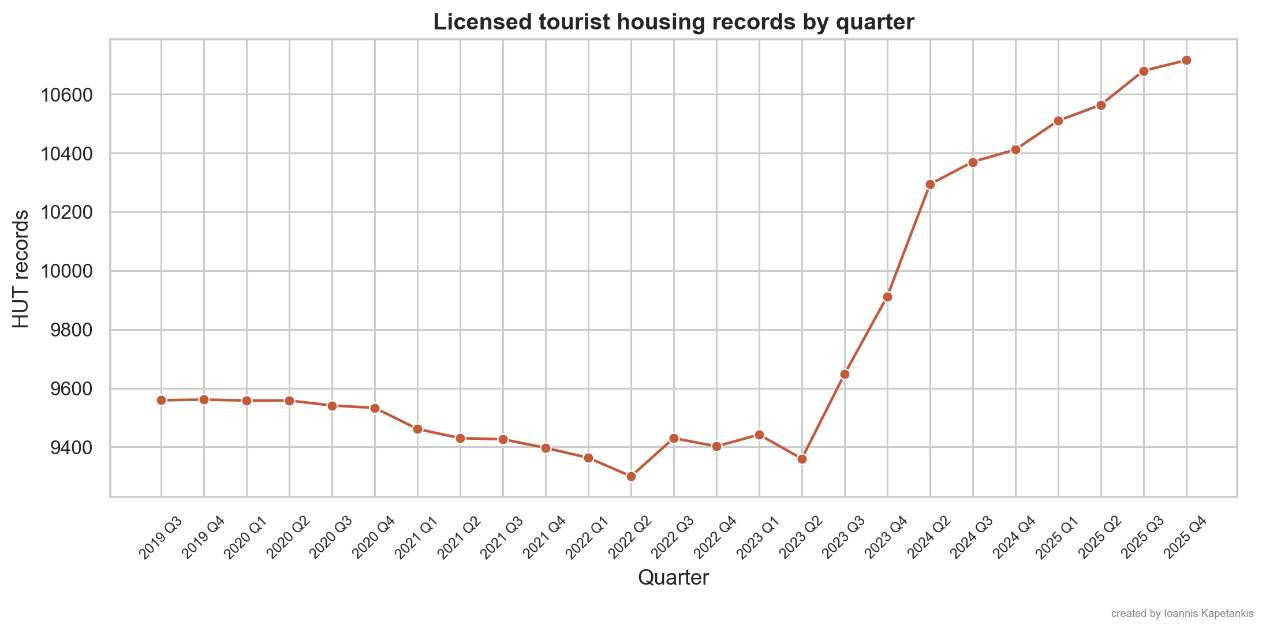 Licensed tourist housing records by quarter
HUT records
10600
10400
10200
10000
9800
9600
9400
2019 Q3
2019 Q4
2020 Q1
2020 Q2
2020 Q3
2020 Q4
2021 Q1
2021 Q2
2021 Q3
2021 Q4
2022 Q1
2022 Q2
2022 Q3
2022 Q4
2023 Q1
2023 Q2
2023 Q3
2023 Q4
2024 Q2
2024 Q3
2024 Q4
2025 Q1
2025 Q2
2025 Q3
2025 Q4
Quarter
created by Ioannis Kapetankis